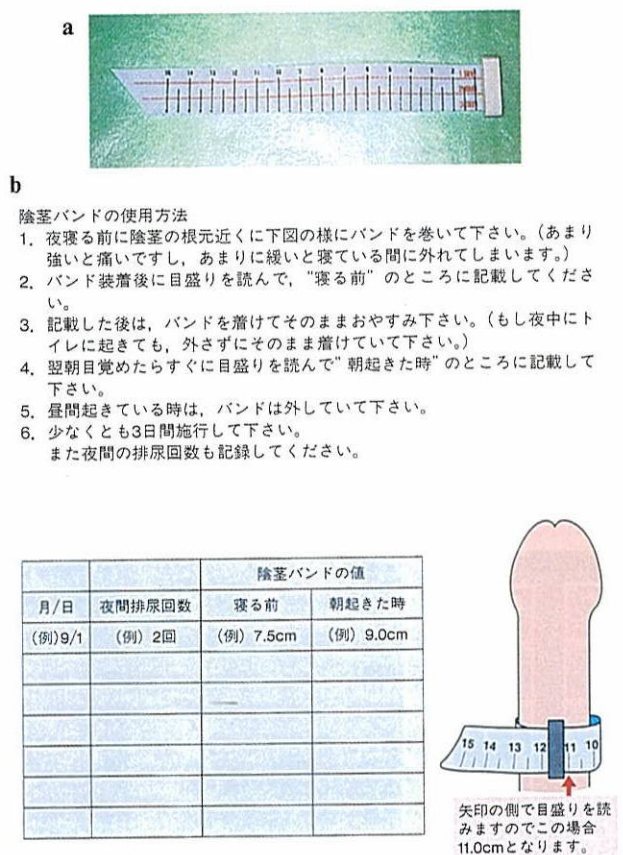 a
15 14 13 12 11 10 9 8 7 6 5 4 3 2
b
陰茎バンドの使用方法
1．夜寝る前に陰茎の根元近くに下図の様にバンドを巻いて下さい。（あまり
強いと痛いですし，あまりに緩いと寝ている間に外れてしまいます。）
2．バンド装着後に目盛りを読んで，"寝る前" のところに記載してくださ
い。
3．記載した後は，バンドを着けてそのままおやすみ下さい。（もし夜中にト
イレに起きても，外さずにそのまま着けていて下さい。）
4．翌朝目覚めたらすぐに目盛りを読んで" 朝起きた時" のところに記載して
下さい。
5．昼間起きている時は，バンドは外していて下さい。
6．少なくとも3日間施行して下さい。
また夜間の排尿回数も記録してください。
陰茎バンドの値
月/日 夜間排尿回数 寝る前 朝起きた時
(例)9/1 (例) 2回 (例) 7.5cm (例) 9.0cm
15 14 13 12 11 10
矢印の側で目盛りを読
みますのでこの場合
11.0cmとなります。